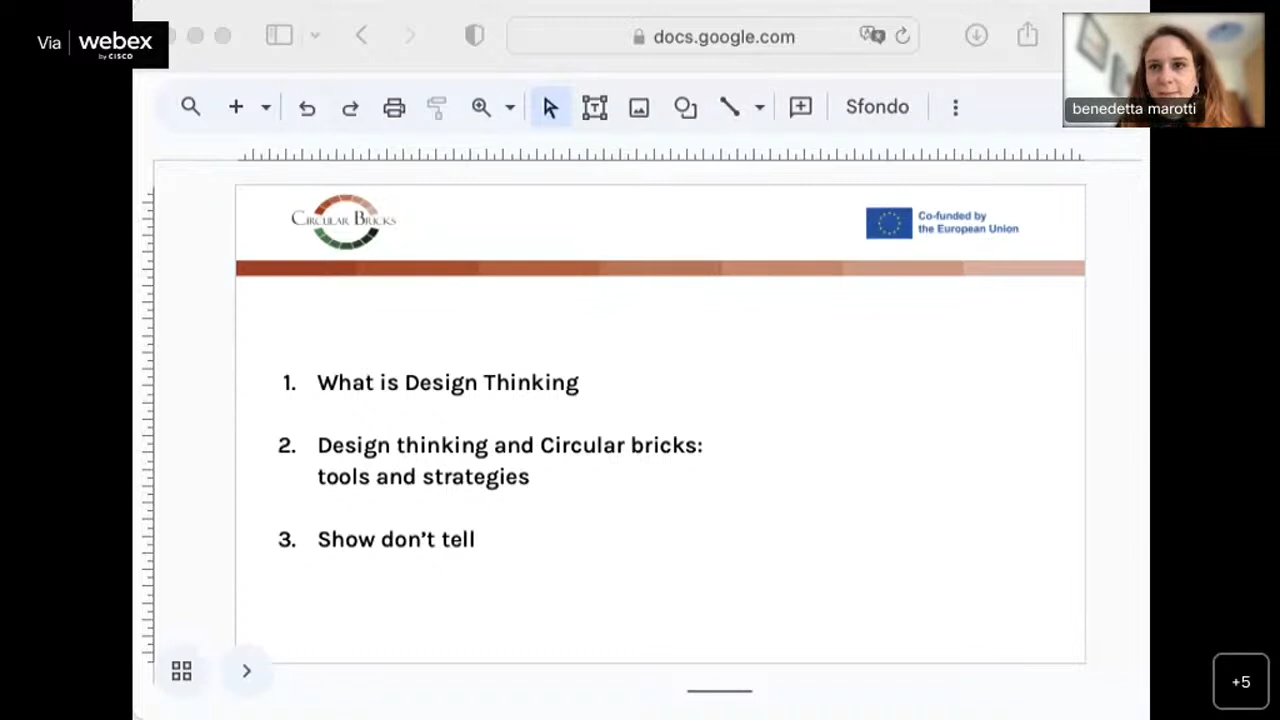 Via webex
by CISCO
docs.google.com
benedetta marotti
Sfondo
CIRCULAR BRICKS
Co-funded by
the European Union
1. What is Design Thinking
2. Design thinking and Circular bricks:
tools and strategies
3. Show don’t tell
+5